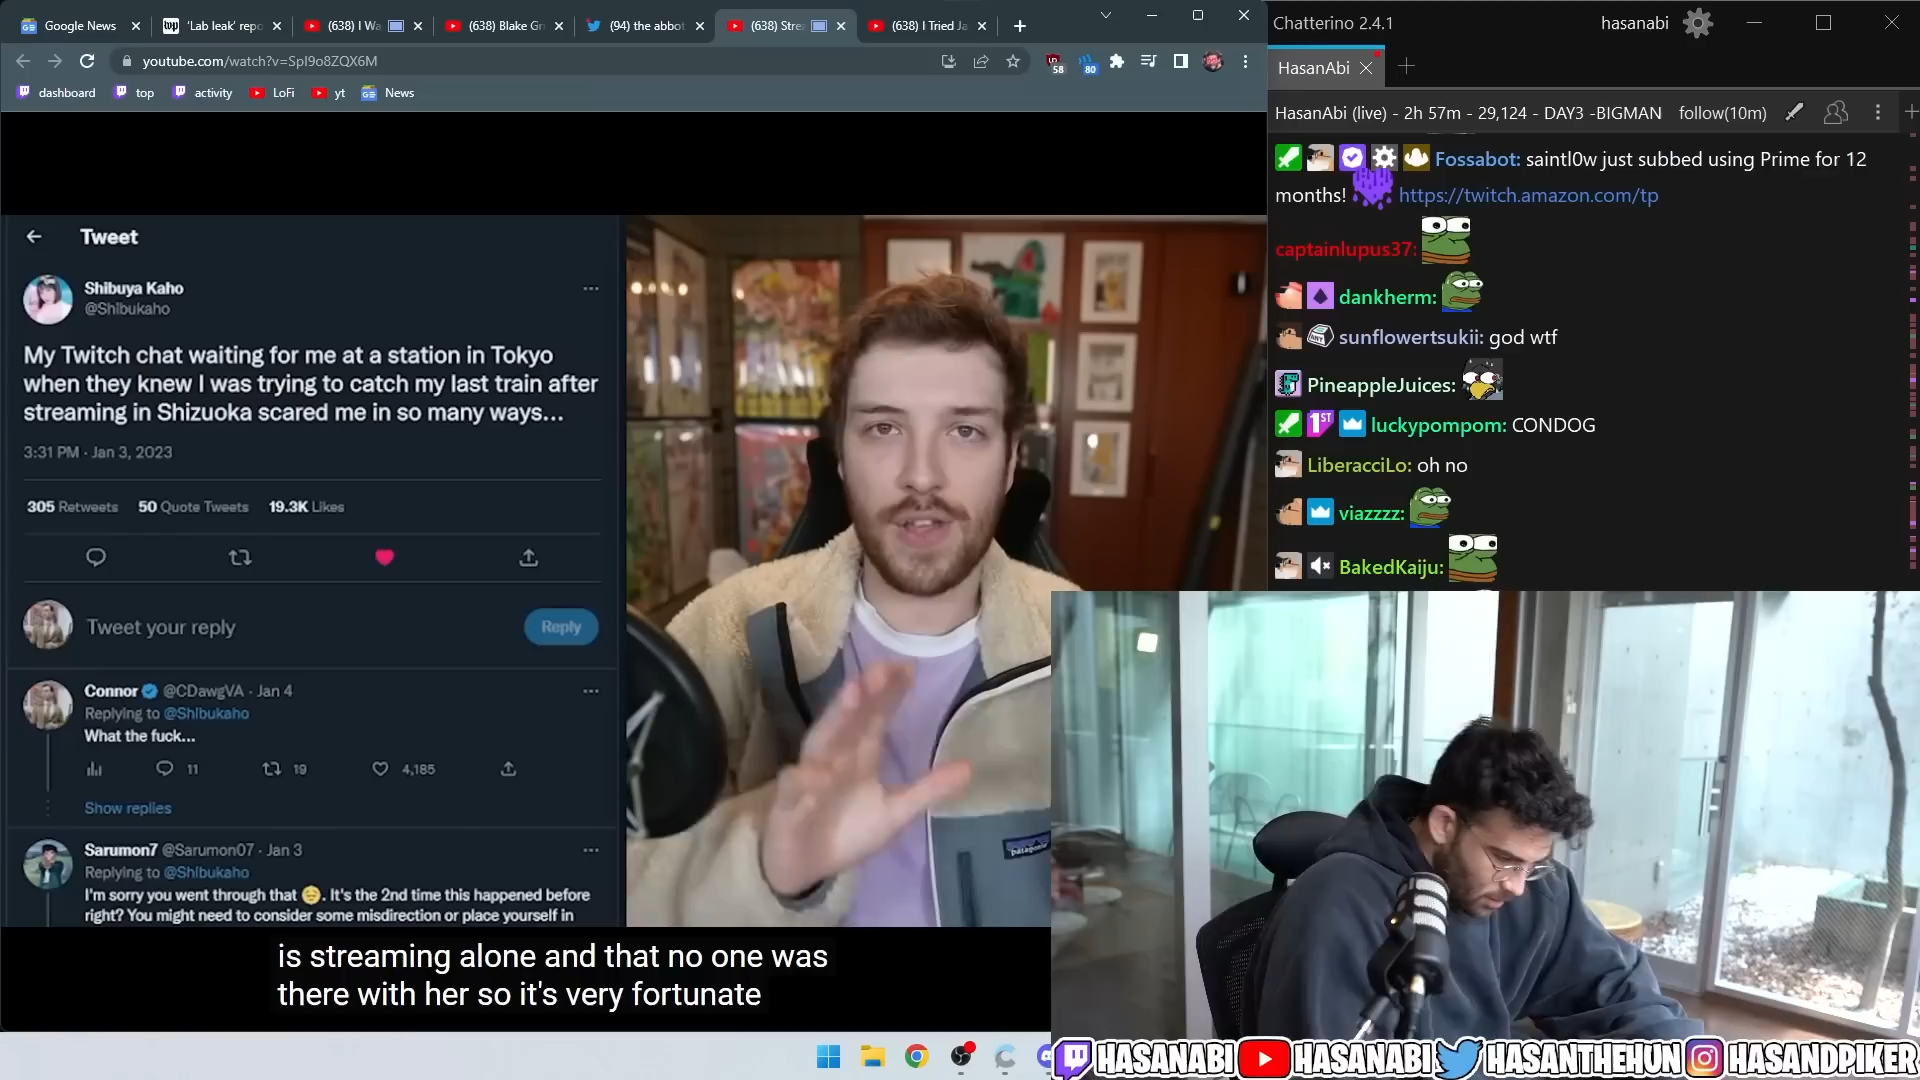 Google News
'Lab leak' repo
(638) I Wa
(638) Blake Gr
(94) the abbot
(638) Stre
(638) I Tried Ja
youtube.com/watch?v=SpI9o8ZQX6M
58
80
dashboard
top
activity
LoFi
yt
News
Tweet
Shibuya Kaho
@Shibukaho
My Twitch chat waiting for me at a station in Tokyo
when they knew I was trying to catch my last train after
streaming in Shizuoka scared me in so many ways...
3:31 PM · Jan 3, 2023
305 Retweets 50 Quote Tweets 19.3K Likes
Tweet your reply
Reply
Connor @CDawgVA · Jan 4
Replying to @Shibukaho
What the fuck...
11 19 4,185
Show replies
Sarumon7 @Sarumon07 · Jan 3
Replying to @Shibukaho
I'm sorry you went through that . It's the 2nd time this happened before
right? You might need to consider some misdirection or place yourself in
patagonia
is streaming alone and that no one was
there with her so it's very fortunate
Chatterino 2.4.1
hasanabi
HasanAbi
HasanAbi (live) - 2h 57m - 29,124 - DAY3 -BIGMAN follow(10m)
Fossabot: saintl0w just subbed using Prime for 12
months! https://twitch.amazon.com/tp
captainlupus37:
dankherm:
sunflowertsukii: god wtf
PineappleJuices:
1ST luckypompom: CONDOG
LiberacciLo: oh no
viazzzz:
BakedKaiju:
HASANABI HASANABI HASANTHEHUN HASANDPIKER